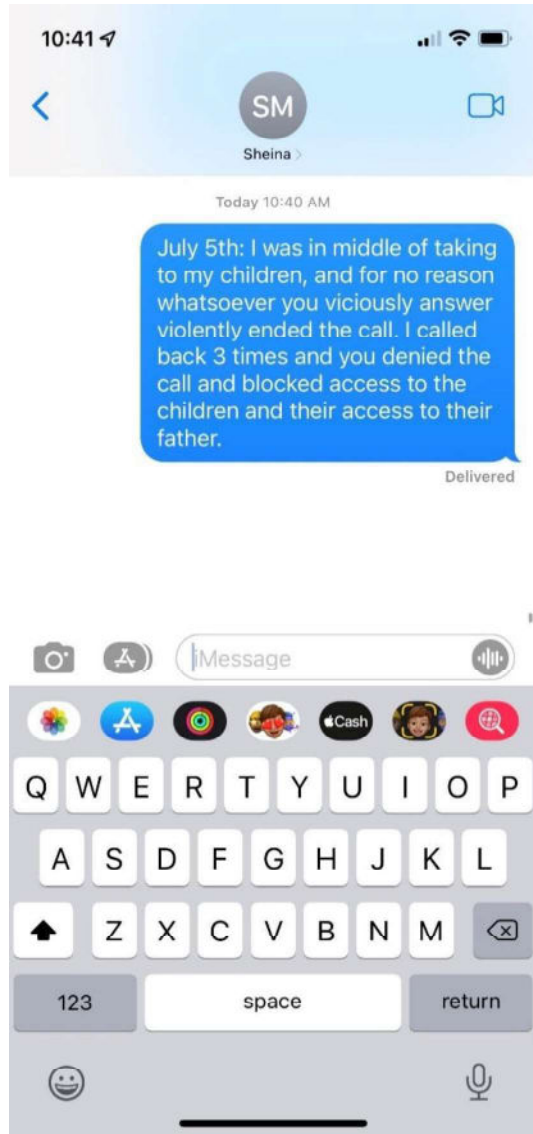 10:41
SM
Sheina
Today 10:40 AM
July 5th: I was in middle of taking
to my children, and for no reason
whatsoever you viciously answer
violently ended the call. I called
back 3 times and you denied the
call and blocked access to the
children and their access to their
father.
Delivered
iMessage
Cash
Q W E R T Y U I O P
A S D F G H J K L
Z X C V B N M
123 space return